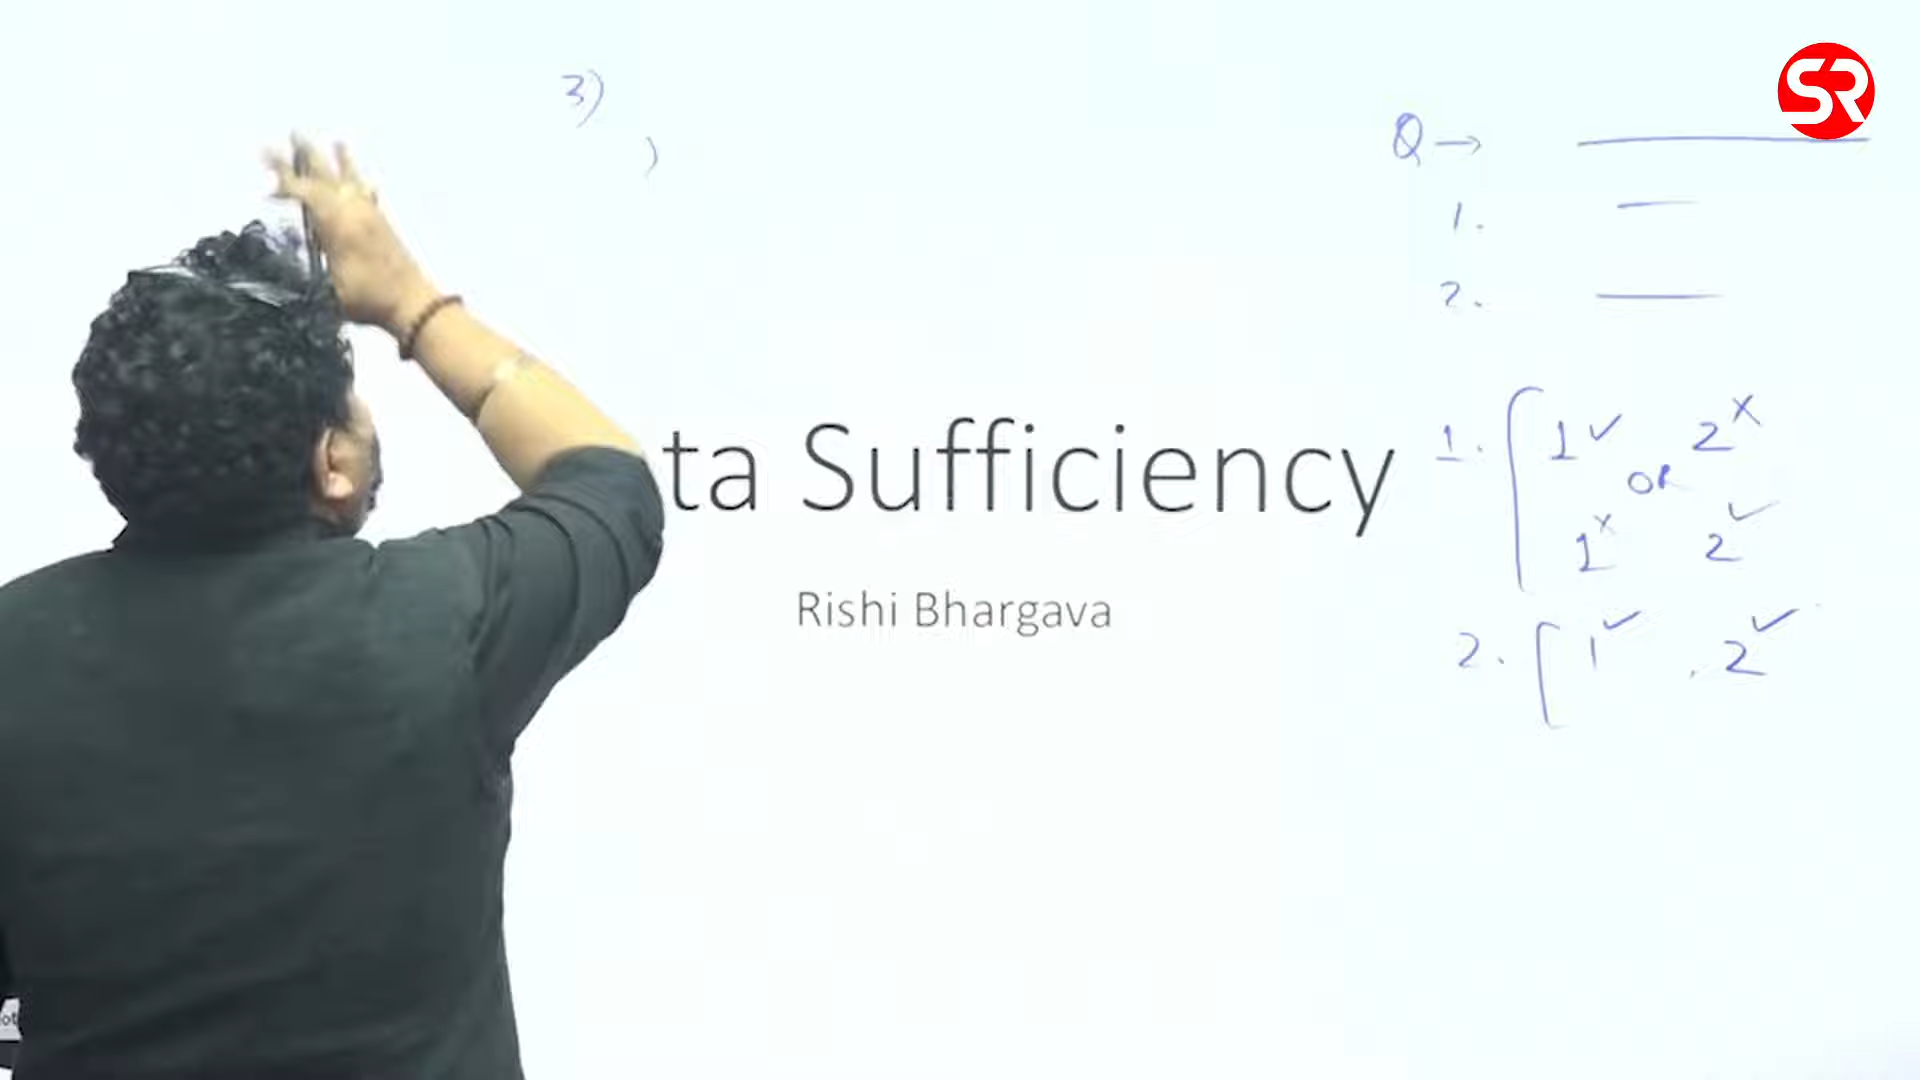 3)
)
SR
Q →
1.
2.
ta Sufficiency
Rishi Bhargava
1. 1✓ 2×
OR
1× 2✓
2. 1✓ , 2✓